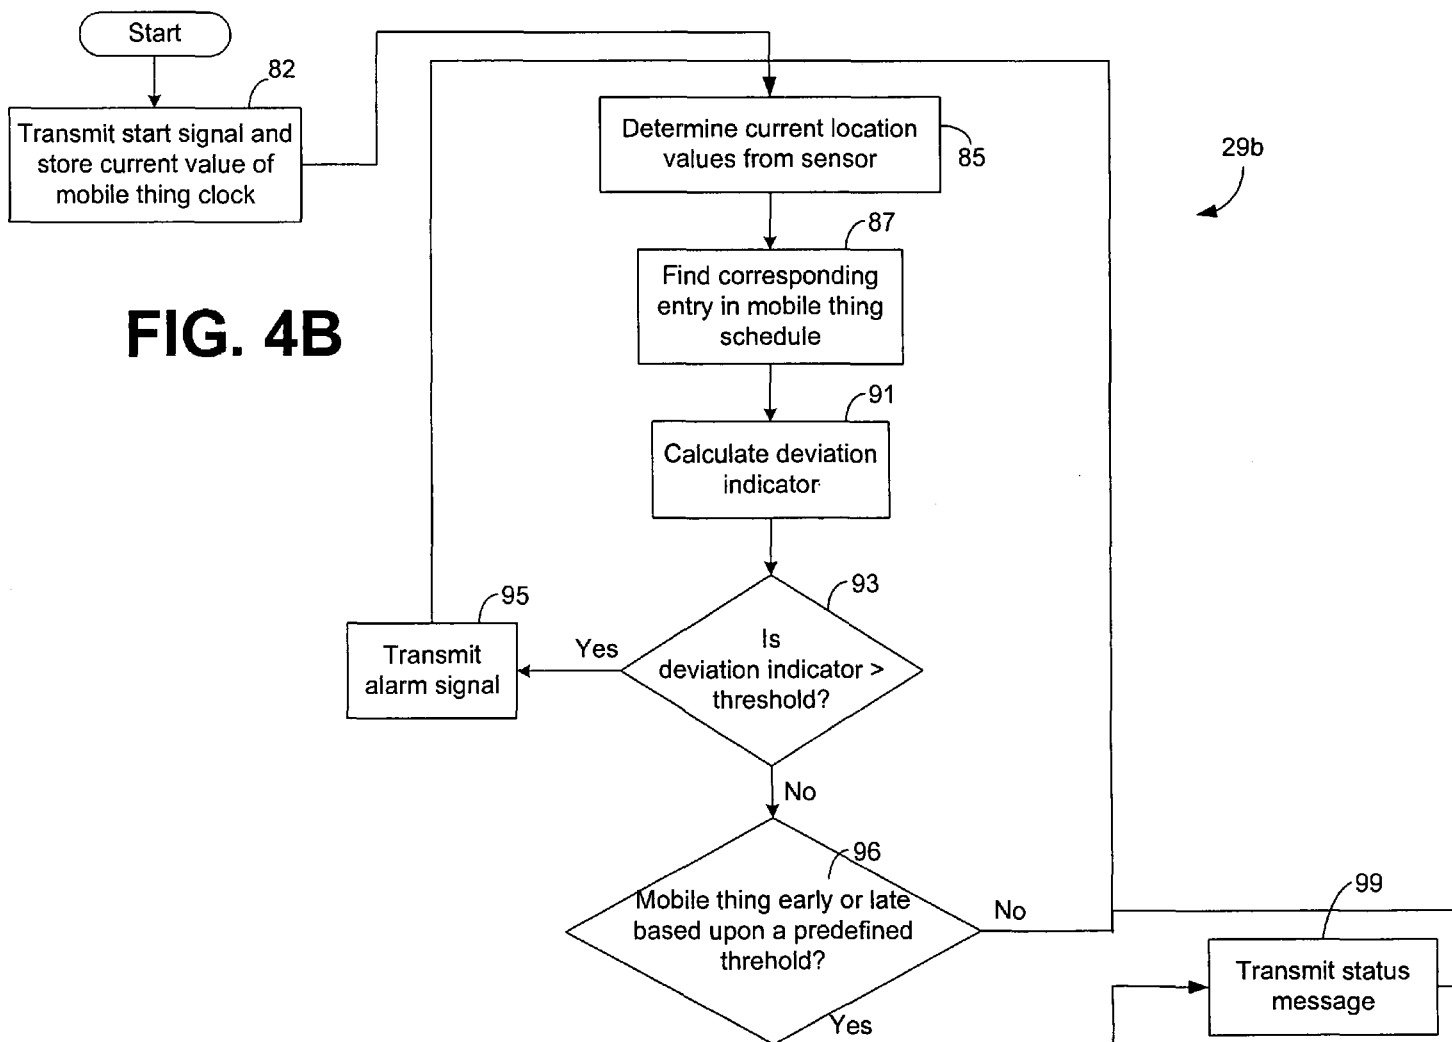 Start
82
Transmit start signal and
store current value of
mobile thing clock
Determine current location
values from sensor
85
29b
87
Find corresponding
entry in mobile thing
schedule
FIG. 4B
91
Calculate deviation
indicator
93
Is
deviation indicator >
threshold?
Yes
95
Transmit
alarm signal
No
96
Mobile thing early or late
based upon a predefined
threhold?
No
Yes
99
Transmit status
message